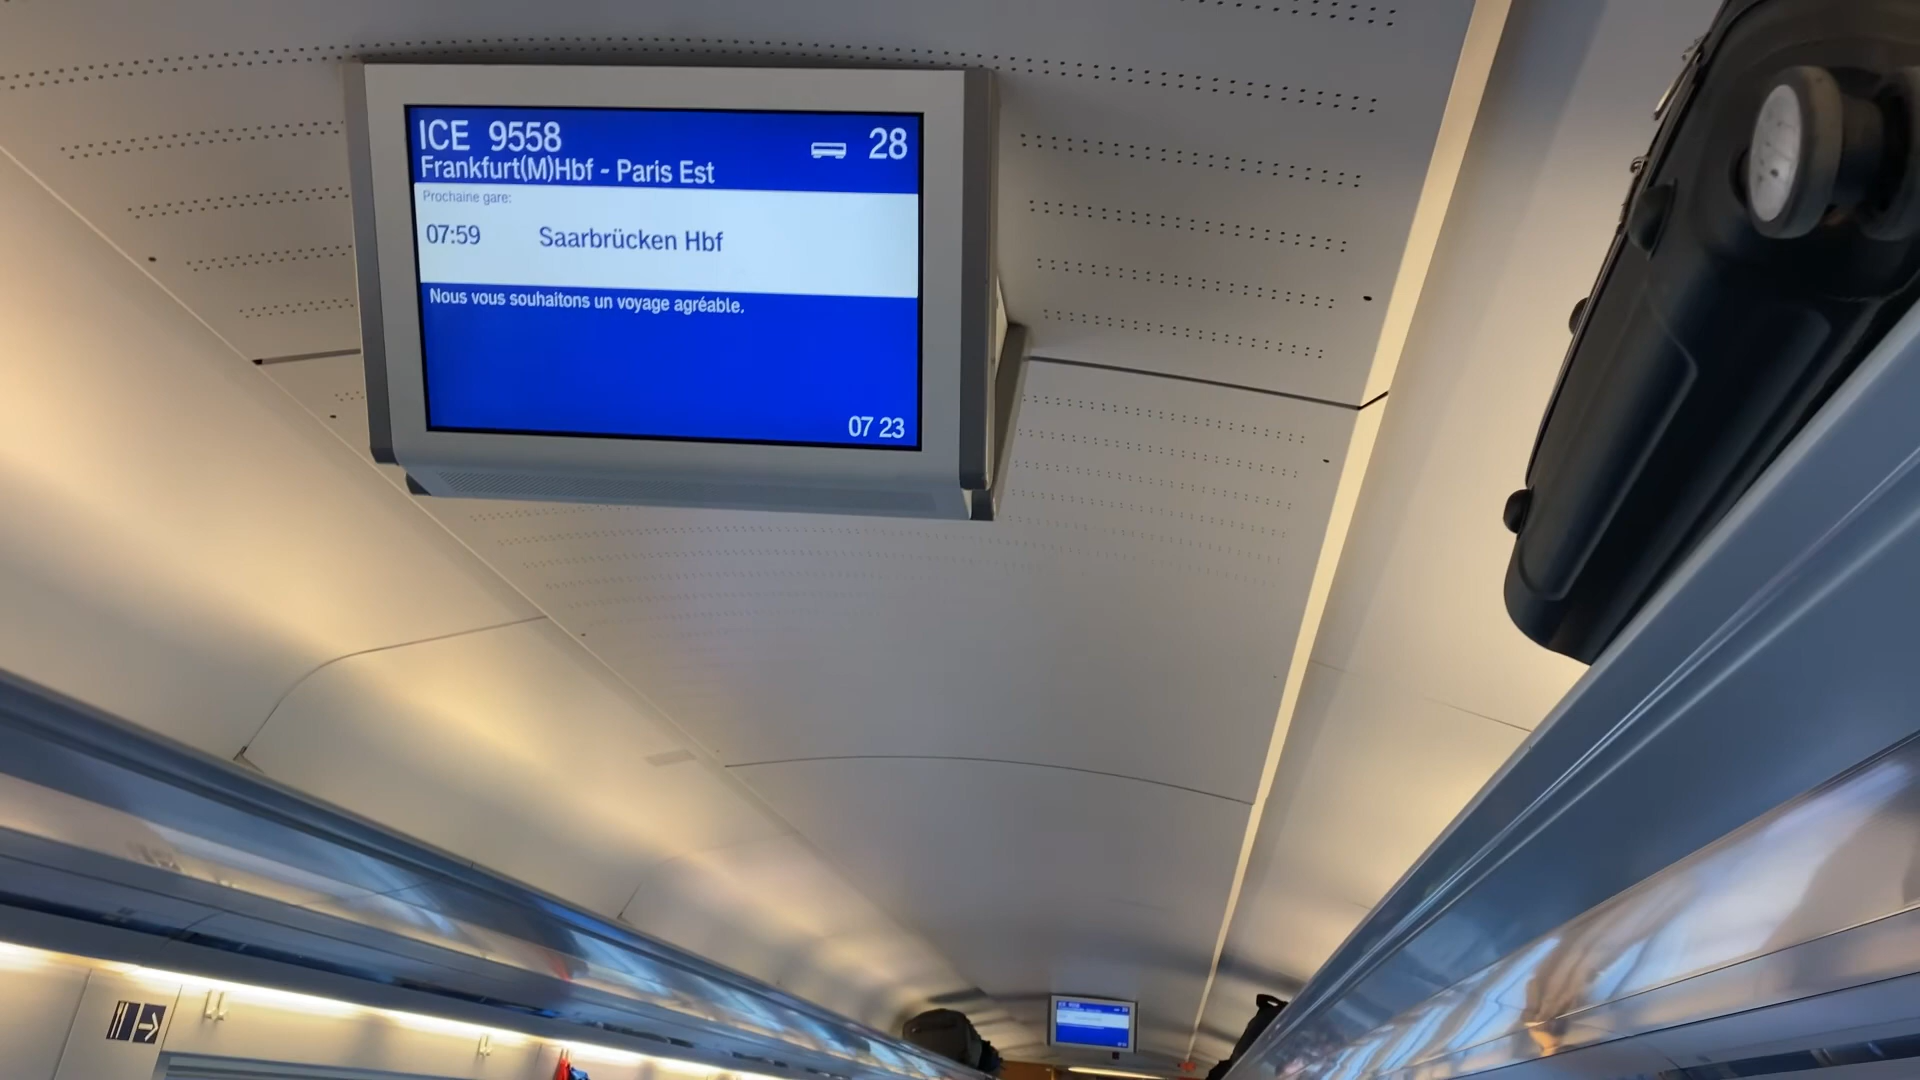 ICE 9558 28
Frankfurt(M)Hbf - Paris Est
Prochaine gare:
07:59 Saarbrücken Hbf
Nous vous souhaitons un voyage agréable.
07 23